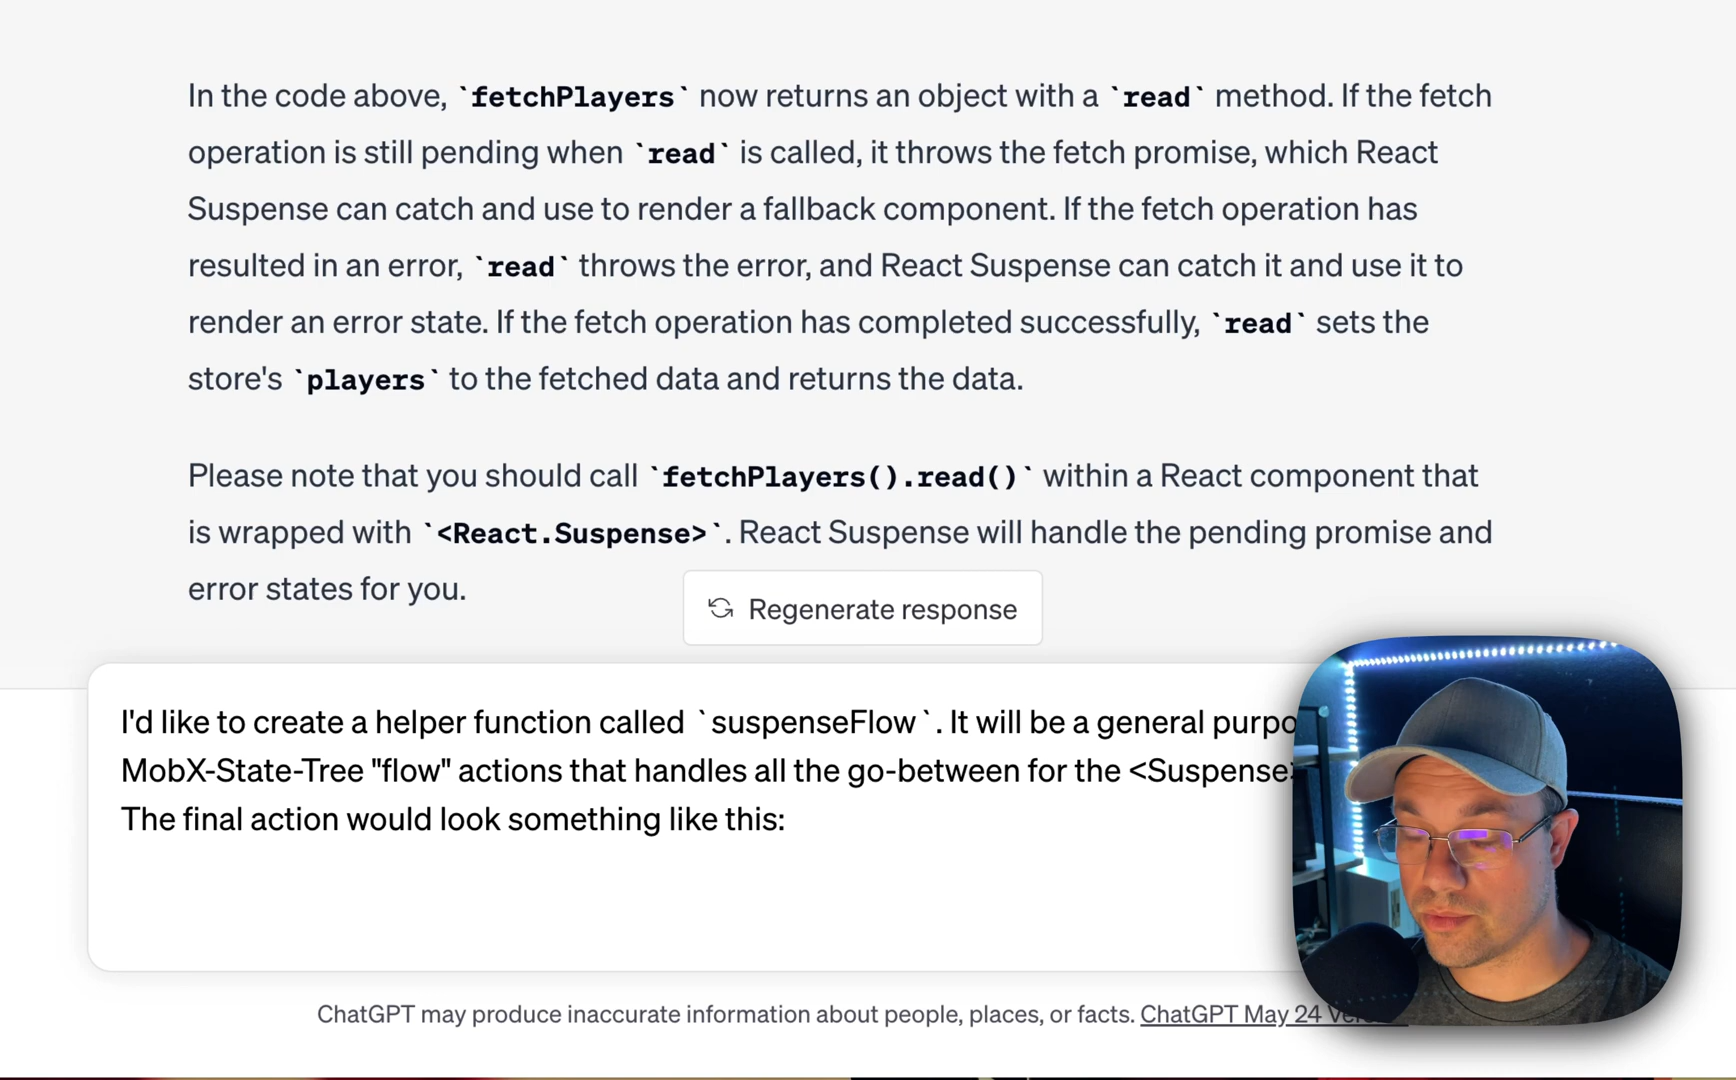 In the code above, `fetchPlayers` now returns an object with a `read` method. If the fetch
operation is still pending when `read` is called, it throws the fetch promise, which React
Suspense can catch and use to render a fallback component. If the fetch operation has
resulted in an error, `read` throws the error, and React Suspense can catch it and use it to
render an error state. If the fetch operation has completed successfully, `read` sets the
store's `players` to the fetched data and returns the data.
Please note that you should call `fetchPlayers().read()` within a React component that
is wrapped with `<React.Suspense>`. React Suspense will handle the pending promise and
error states for you.
Regenerate response
I'd like to create a helper function called `suspenseFlow`. It will be a general
MobX-State-Tree "flow" actions that handles all the go-between for the <Suspense>
The final action would look something like this:
ChatGPT may produce inaccurate information about people, places, or facts. ChatGPT May 24